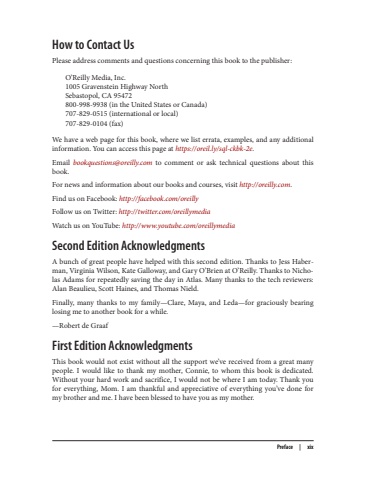 How to Contact Us
Please address comments and questions concerning this book to the publisher:
O'Reilly Media, Inc.
1005 Gravenstein Highway North
Sebastopol, CA 95472
800-998-9938 (in the United States or Canada)
707-829-0515 (international or local)
707-829-0104 (fax)
We have a web page for this book, where we list errata, examples, and any additional
information. You can access this page at https://oreil.ly/sql-ckbk-2e.
Email bookquestions@oreilly.com to comment or ask technical questions about this
book.
For news and information about our books and courses, visit http://oreilly.com.
Find us on Facebook: http://facebook.com/oreilly
Follow us on Twitter: http://twitter.com/oreillymedia
Watch us on YouTube: http://www.youtube.com/oreillymedia
Second Edition Acknowledgments
A bunch of great people have helped with this second edition. Thanks to Jess Haber-
man, Virginia Wilson, Kate Galloway, and Gary O'Brien at O'Reilly. Thanks to Nicho-
las Adams for repeatedly saving the day in Atlas. Many thanks to the tech reviewers:
Alan Beaulieu, Scott Haines, and Thomas Nield.
Finally, many thanks to my family—Clare, Maya, and Leda—for graciously bearing
losing me to another book for a while.
—Robert de Graaf
First Edition Acknowledgments
This book would not exist without all the support we've received from a great many
people. I would like to thank my mother, Connie, to whom this book is dedicated.
Without your hard work and sacrifice, I would not be where I am today. Thank you
for everything, Mom. I am thankful and appreciative of everything you've done for
my brother and me. I have been blessed to have you as my mother.
Preface | xix